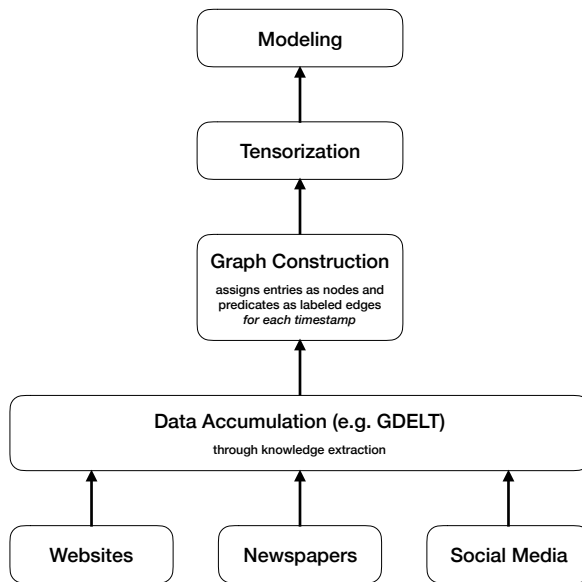 Modeling
Tensorization
Graph Construction
assigns entries as nodes and
predicates as labeled edges
for each timestamp
Data Accumulation (e.g. GDELT)
through knowledge extraction
Websites
Newspapers
Social Media